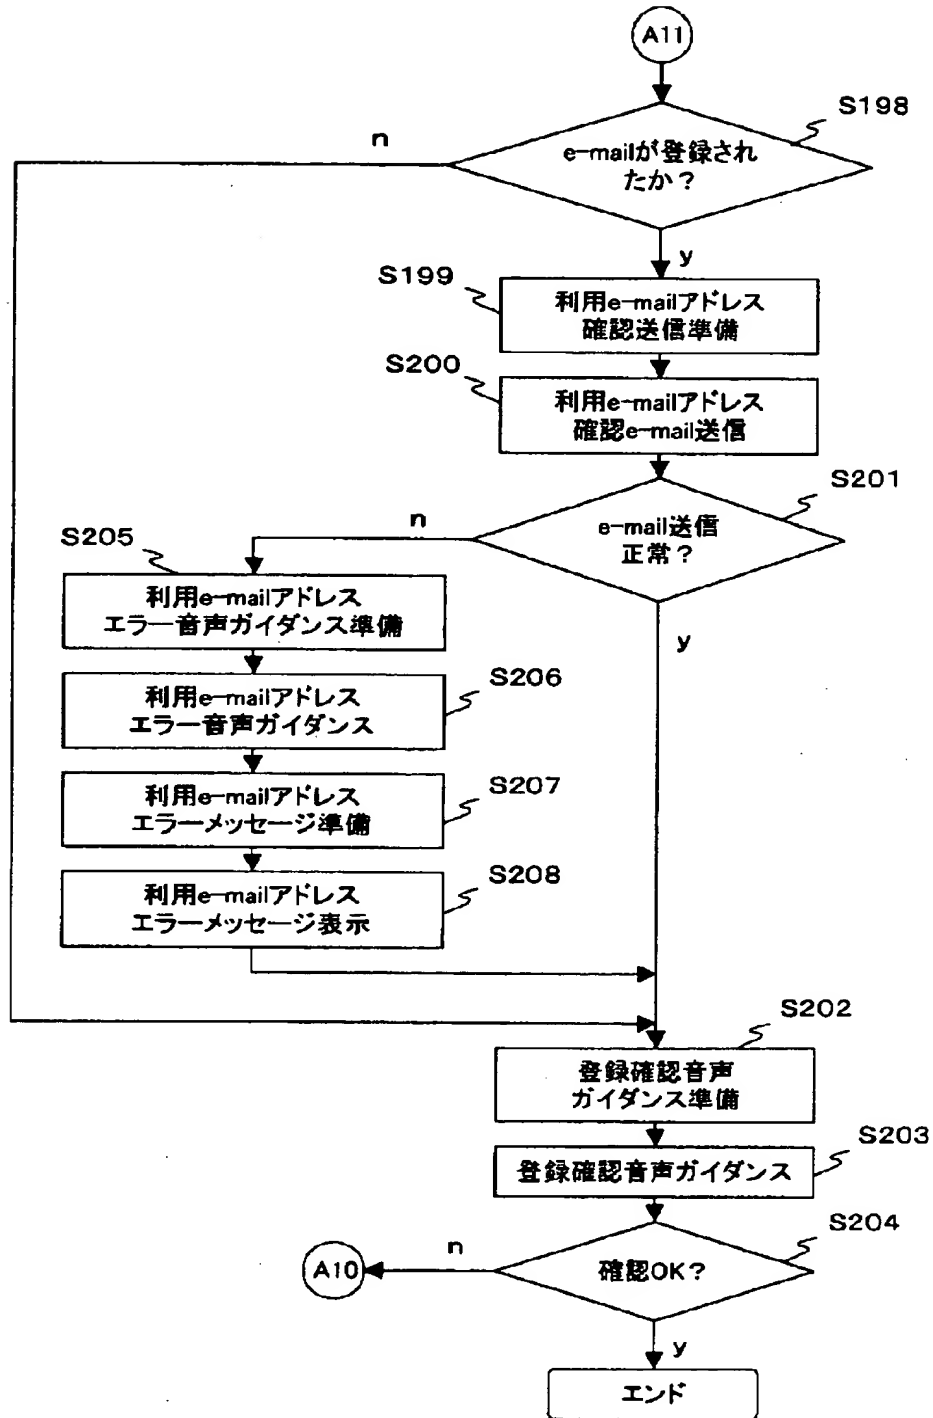 A11
S198
n
e-mailが登録され
たか？
y
S199
利用e-mailアドレス
確認送信準備
S200
利用e-mailアドレス
確認e-mail送信
S201
n
e-mail送信
正常？
S205
利用e-mailアドレス
エラー音声ガイダンス準備
y
S206
利用e-mailアドレス
エラー音声ガイダンス
S207
利用e-mailアドレス
エラーメッセージ準備
S208
利用e-mailアドレス
エラーメッセージ表示
S202
登録確認音声
ガイダンス準備
S203
登録確認音声ガイダンス
S204
n
A10
確認OK？
y
エンド